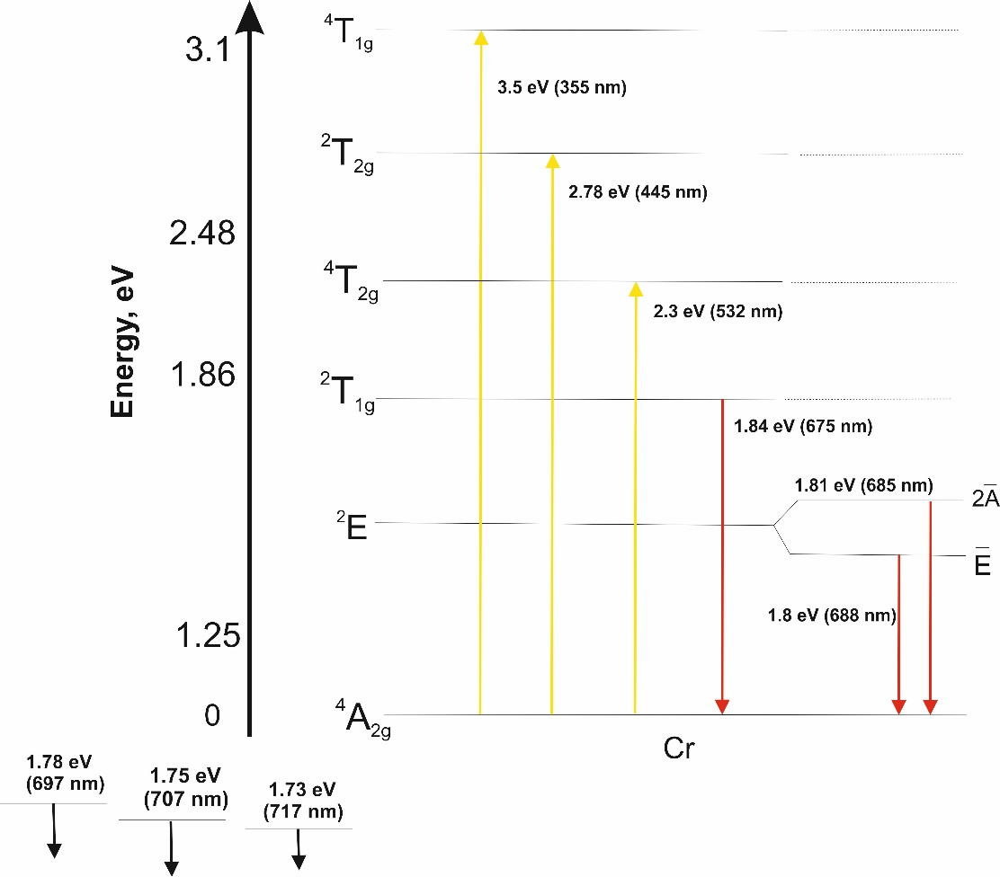 ⁴T₁g
3.1
3.5 eV (355 nm)
²T₂g
2.78 eV (445 nm)
2.48
Energy, eV
⁴T₂g
2.3 eV (532 nm)
1.86
²T₁g
1.84 eV (675 nm)
1.81 eV (685 nm)
2A̅
²E
E̅
1.8 eV (688 nm)
1.25
0
⁴A₂g
Cr
1.78 eV
(697 nm)
1.75 eV
(707 nm)
1.73 eV
(717 nm)